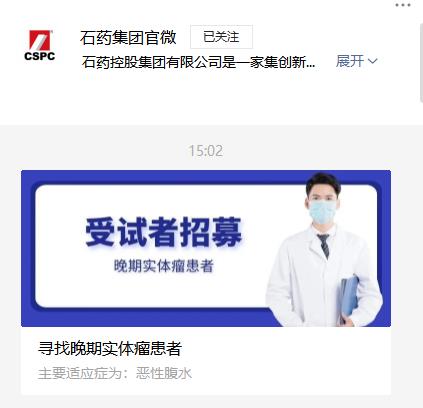 石药集团官微
已关注
CSPC
石药控股集团有限公司是一家集创新...
展开
15:02
受试者招募
晚期实体瘤患者
寻找晚期实体瘤患者
主要适应症为：恶性腹水